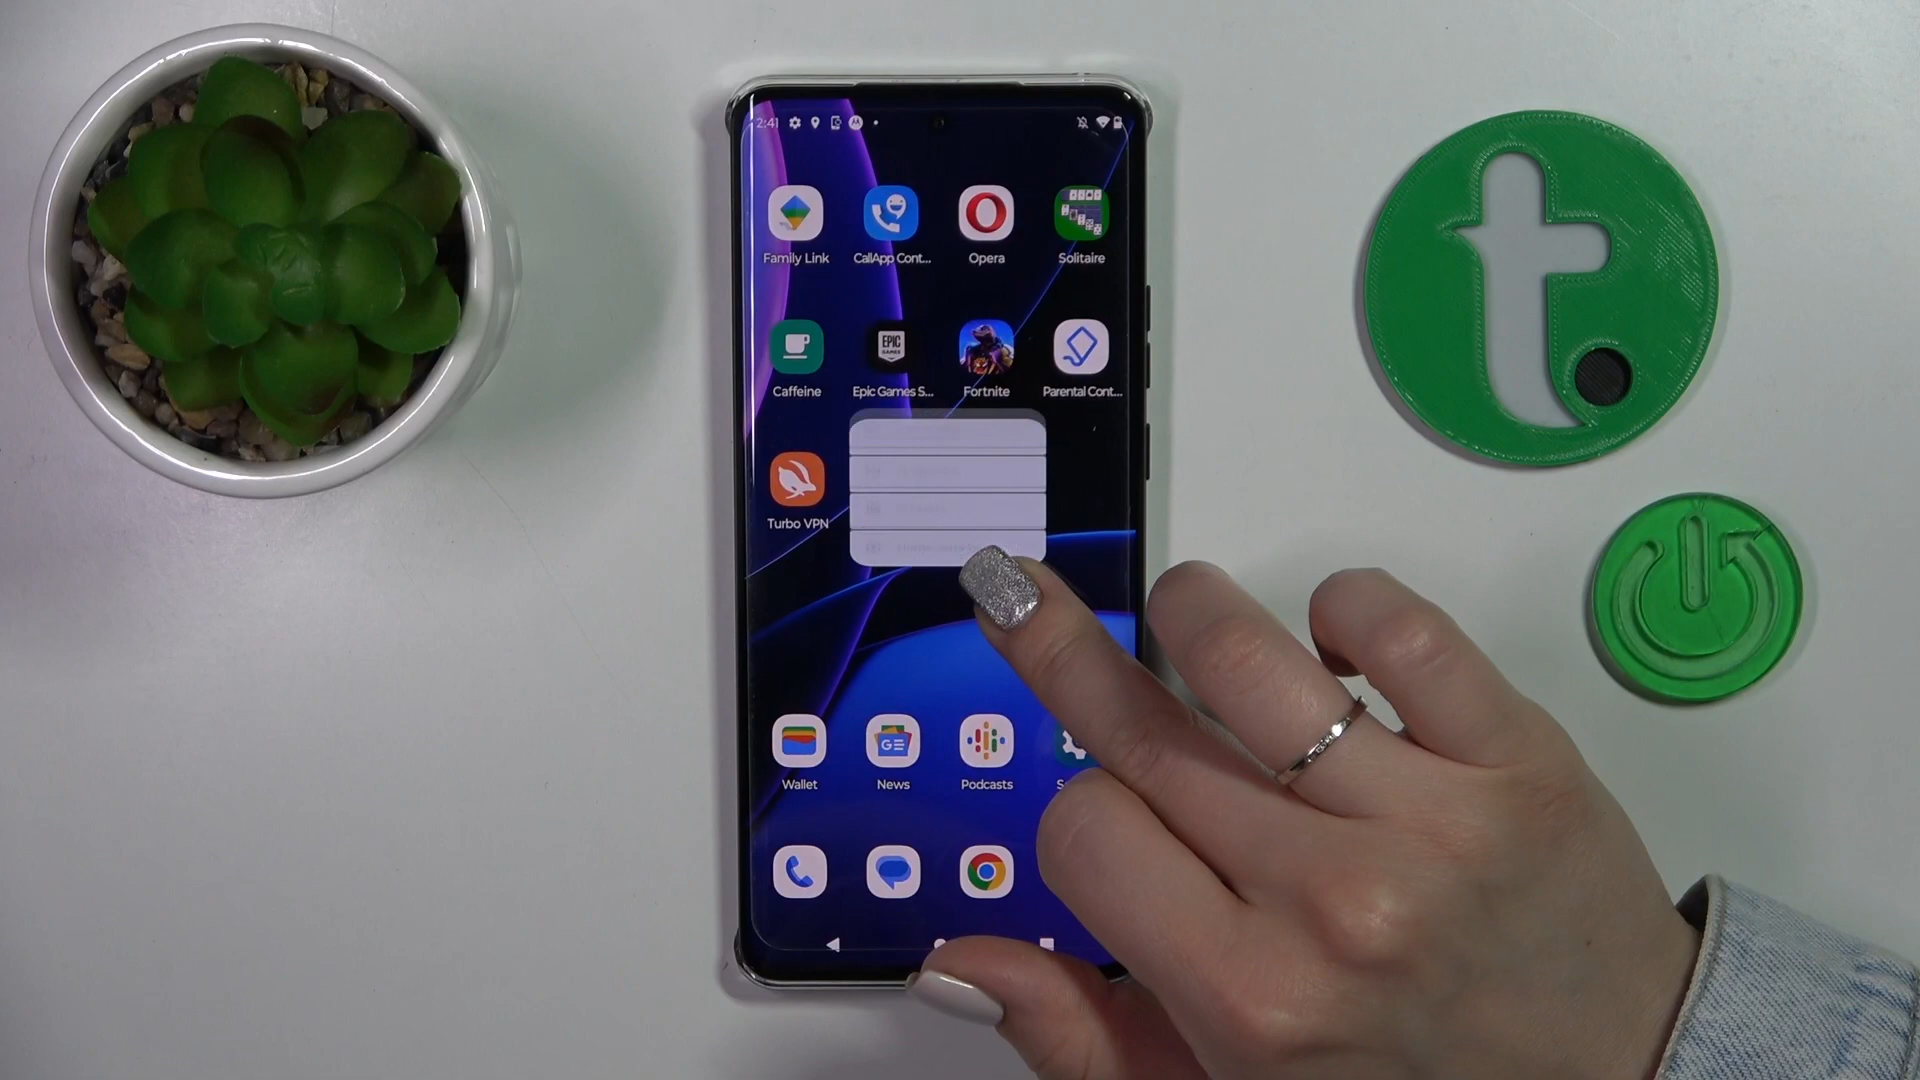 2:41
Family Link CallApp Cont... Opera Solitaire
EPIC
GAMES
Caffeine Epic Games S... Fortnite Parental Cont...
Turbo VPN
GE
Wallet News Podcasts
t.